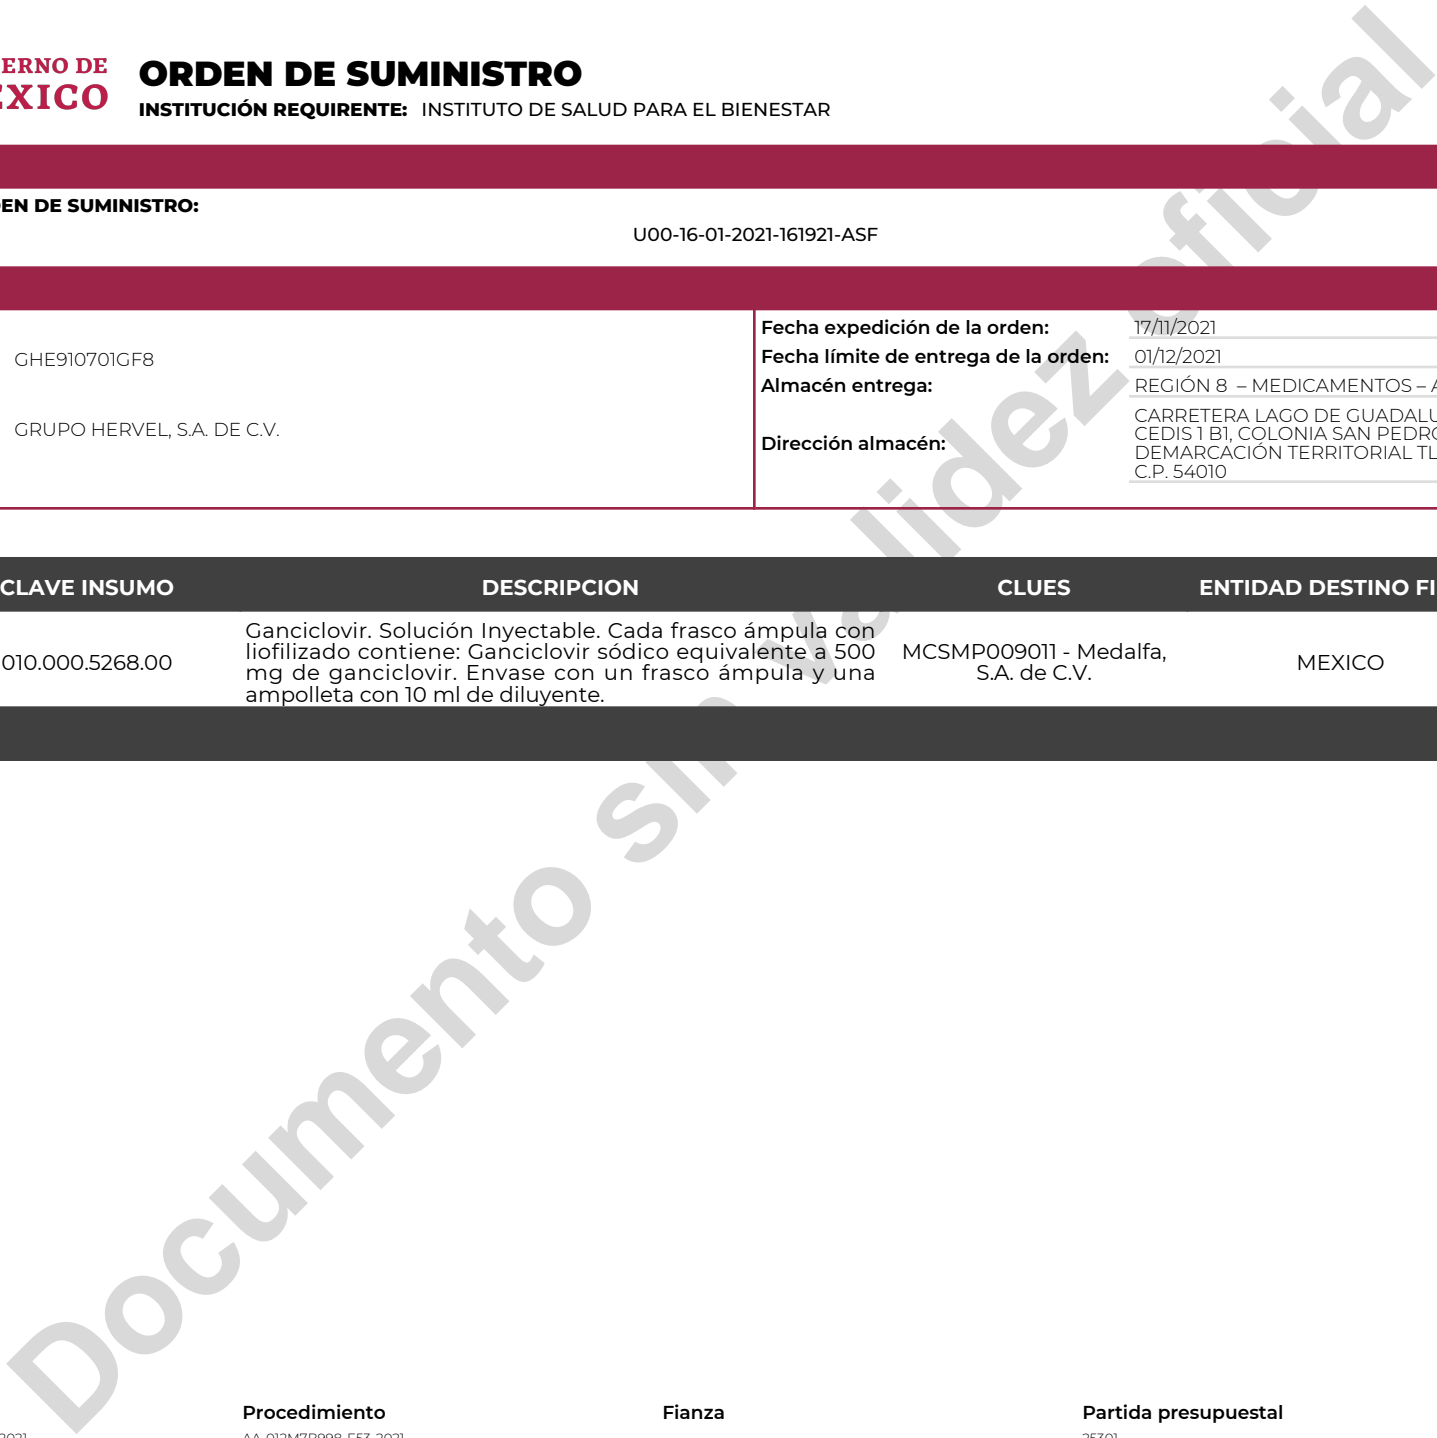 ERNO DE
EXICO
ORDEN DE SUMINISTRO
INSTITUCIÓN REQUIRENTE: INSTITUTO DE SALUD PARA EL BIENESTAR
EN DE SUMINISTRO:
U00-16-01-2021-161921-ASF
GHE910701GF8
GRUPO HERVEL, S.A. DE C.V.
Fecha expedición de la orden: 17/11/2021
Fecha límite de entrega de la orden: 01/12/2021
Almacén entrega: REGIÓN 8 – MEDICAMENTOS – A
Dirección almacén:
CARRETERA LAGO DE GUADALU
CEDIS 1 B1, COLONIA SAN PEDRO
DEMARCACIÓN TERRITORIAL TL
C.P. 54010
CLAVE INSUMO DESCRIPCION CLUES ENTIDAD DESTINO FI
010.000.5268.00
Ganciclovir. Solución Inyectable. Cada frasco ámpula con
liofilizado contiene: Ganciclovir sódico equivalente a 500
mg de ganciclovir. Envase con un frasco ámpula y una
ampolleta con 10 ml de diluyente.
MCSMP009011 - Medalfa,
S.A. de C.V.
MEXICO
Documento sin validez oficial
Procedimiento Fianza Partida presupuestal